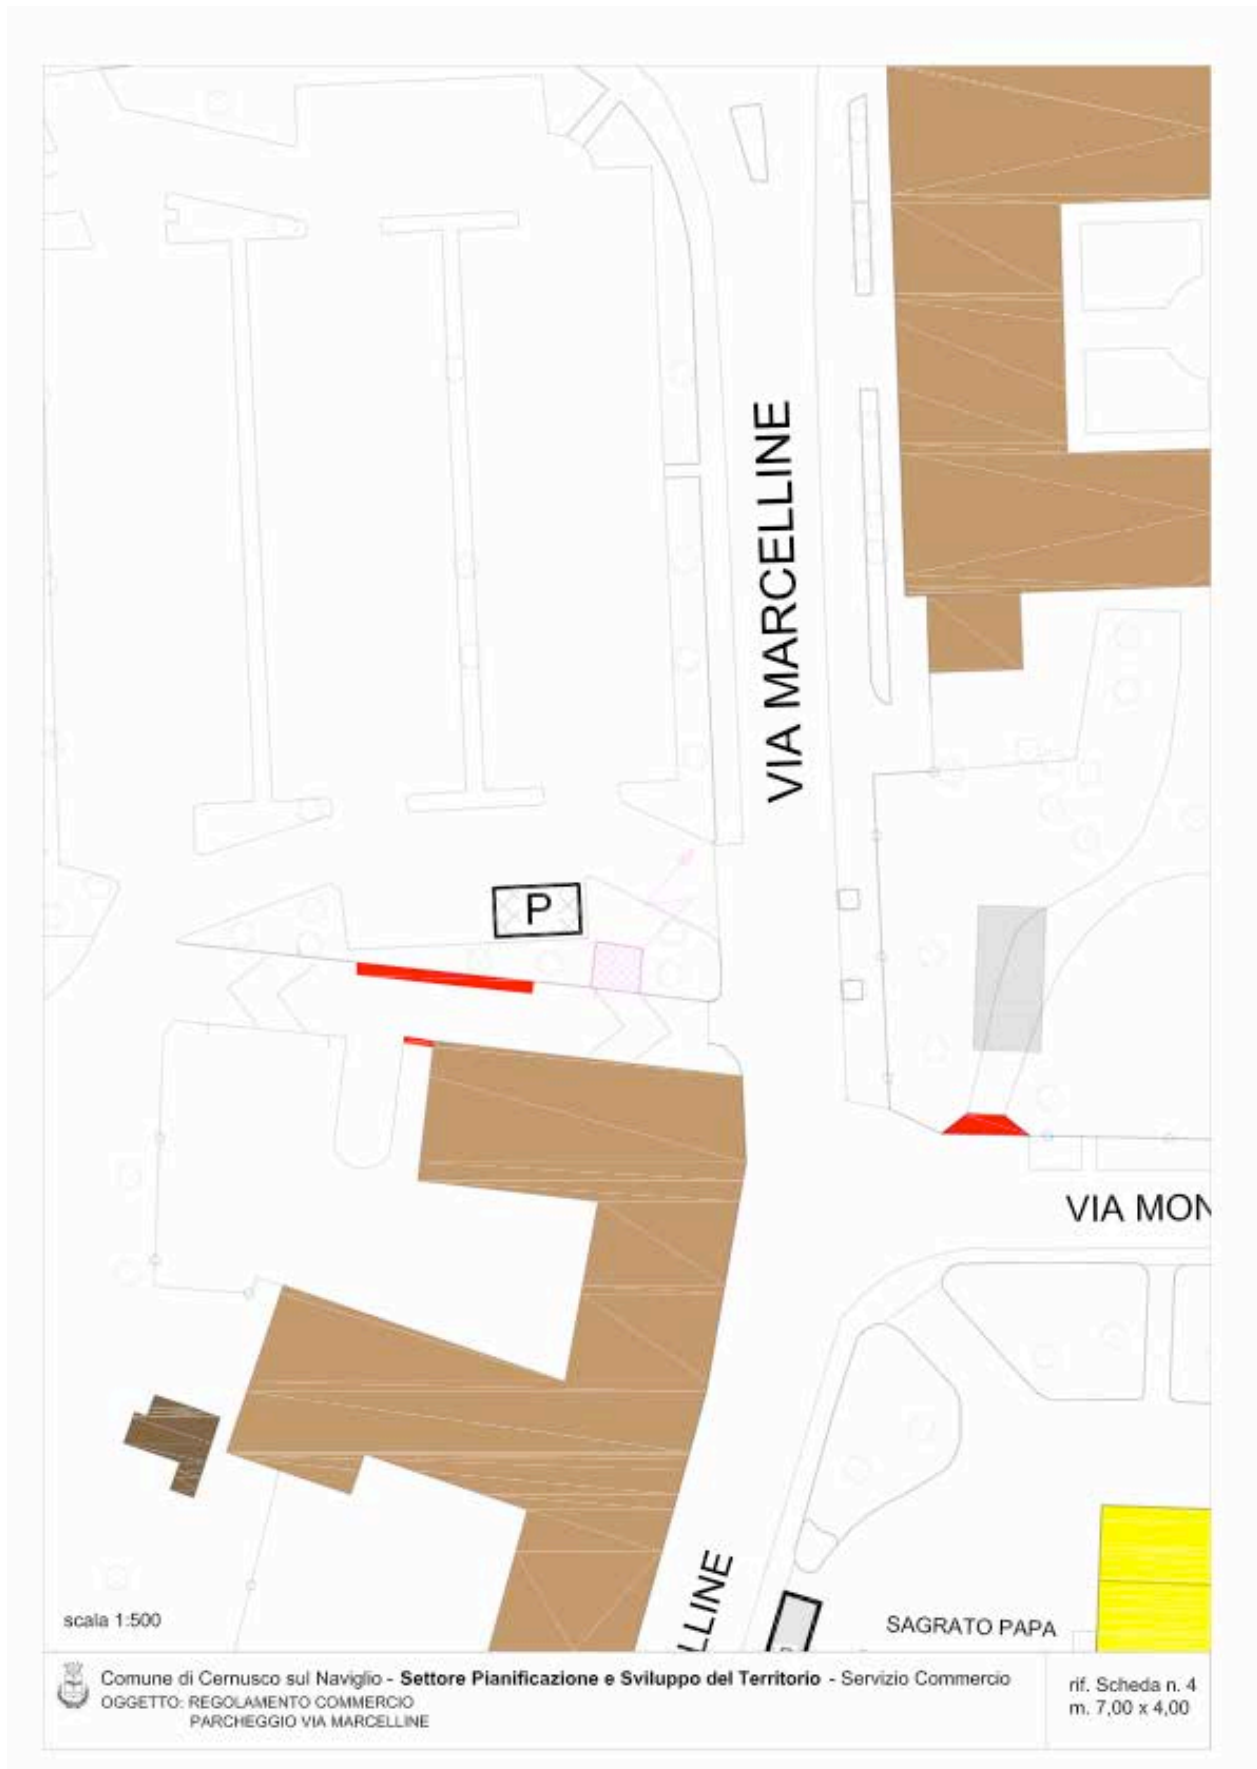 VIA MARCELLINE
P
VIA MON
LLINE
SAGRATO PAPA
scala 1:500
Comune di Cernusco sul Naviglio - Settore Pianificazione e Sviluppo del Territorio - Servizio Commercio
OGGETTO: REGOLAMENTO COMMERCIO
PARCHEGGIO VIA MARCELLINE
rif. Scheda n. 4
m. 7,00 x 4,00